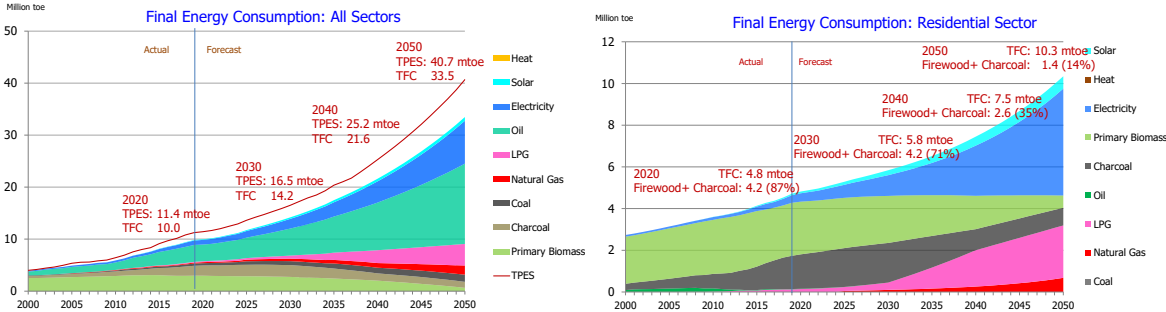 Million toe
Final Energy Consumption: All Sectors
50
40
30
20
10
0
Actual
Forecast
2020
TPES: 11.4 mtoe
TFC 10.0
2030
TPES: 16.5 mtoe
TFC 14.2
2040
TPES: 25.2 mtoe
TFC 21.6
2050
TPES: 40.7 mtoe
TFC 33.5
2000 2005 2010 2015 2020 2025 2030 2035 2040 2045 2050
Heat
Solar
Electricity
Oil
LPG
Natural Gas
Coal
Charcoal
Primary Biomass
TPES
Million toe
Final Energy Consumption: Residential Sector
12
10
8
6
4
2
0
Actual
Forecast
2020 TFC: 4.8 mtoe
Firewood+ Charcoal: 4.2 (87%)
2030 TFC: 5.8 mtoe
Firewood+ Charcoal: 4.2 (71%)
2040 TFC: 7.5 mtoe
Firewood+ Charcoal: 2.6 (35%)
2050 TFC: 10.3 mtoe
Firewood+ Charcoal: 1.4 (14%)
2000 2005 2010 2015 2020 2025 2030 2035 2040 2045 2050
Solar
Heat
Electricity
Primary Biomass
Charcoal
Oil
LPG
Natural Gas
Coal